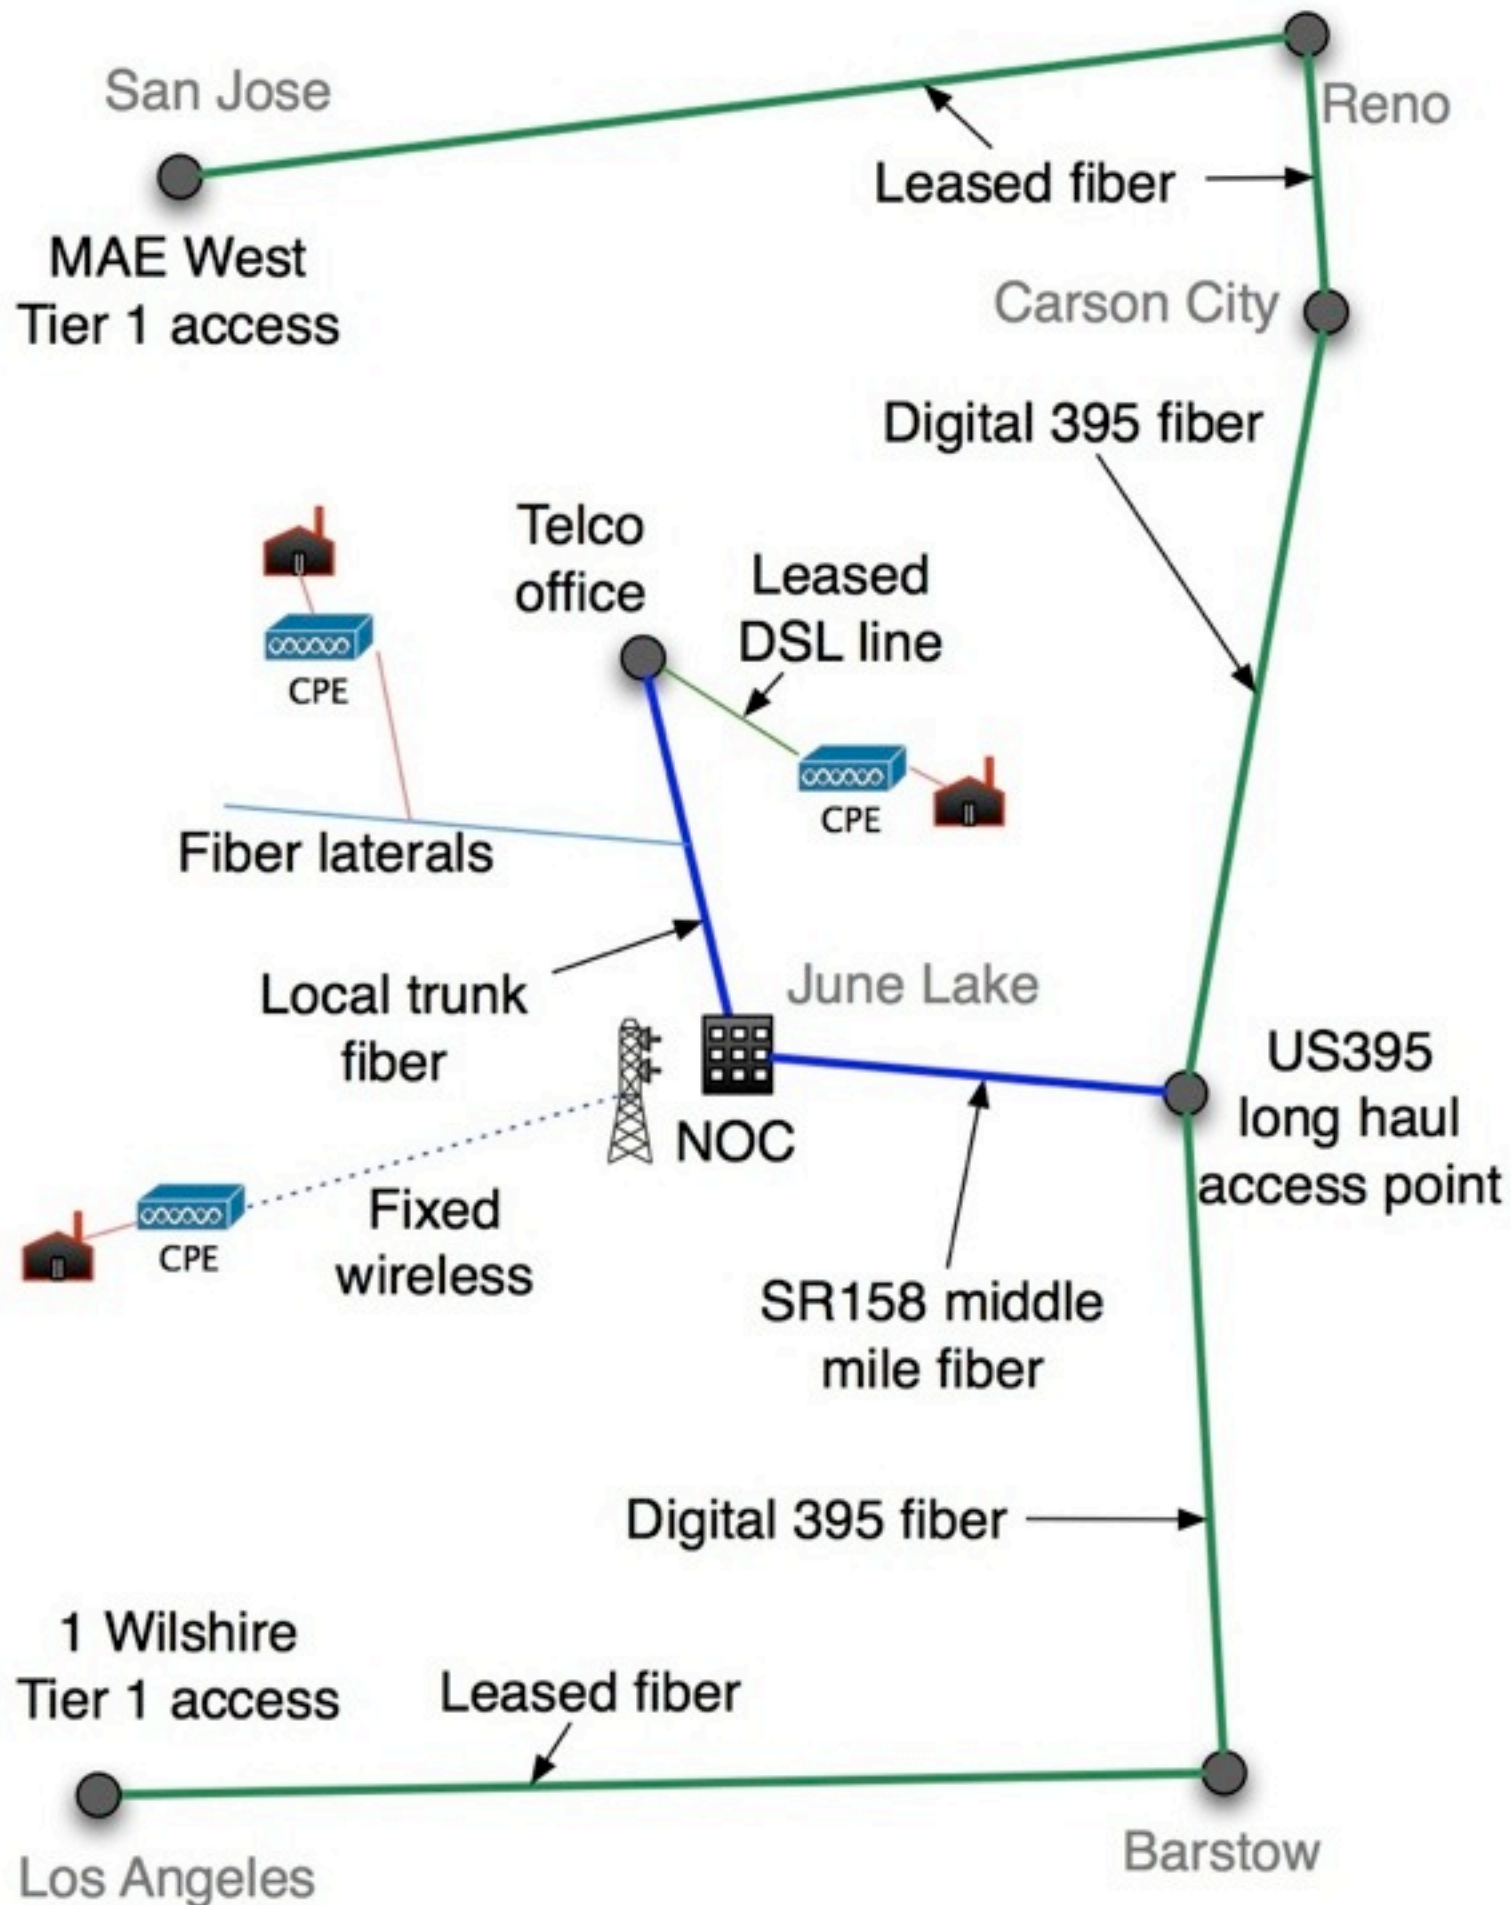 San Jose
Reno
Leased fiber
MAE West
Tier 1 access
Carson City
Digital 395 fiber
Telco
office
Leased
DSL line
CPE
CPE
Fiber laterals
Local trunk
fiber
June Lake
NOC
US395
long haul
access point
Fixed
wireless
CPE
SR158 middle
mile fiber
Digital 395 fiber
1 Wilshire
Tier 1 access
Leased fiber
Barstow
Los Angeles